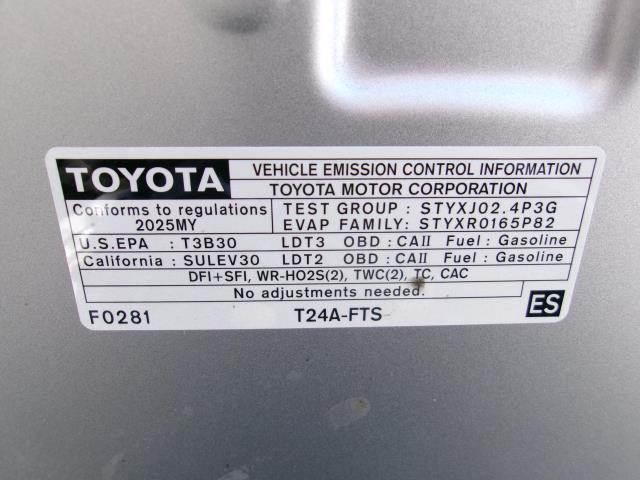 TOYOTA
VEHICLE EMISSION CONTROL INFORMATION
TOYOTA MOTOR CORPORATION
Conforms to regulations
2025MY
TEST GROUP : STYXJ02.4P3G
EVAP FAMILY: STYXR0165P82
U.S.EPA : T3B30 LDT3 OBD : CAII Fuel : Gasoline
California : SULEV30 LDT2 OBD : CAII Fuel : Gasoline
DFI+SFI, WR-HO2S(2), TWC(2), TC, CAC
No adjustments needed.
F0281 T24A-FTS ES